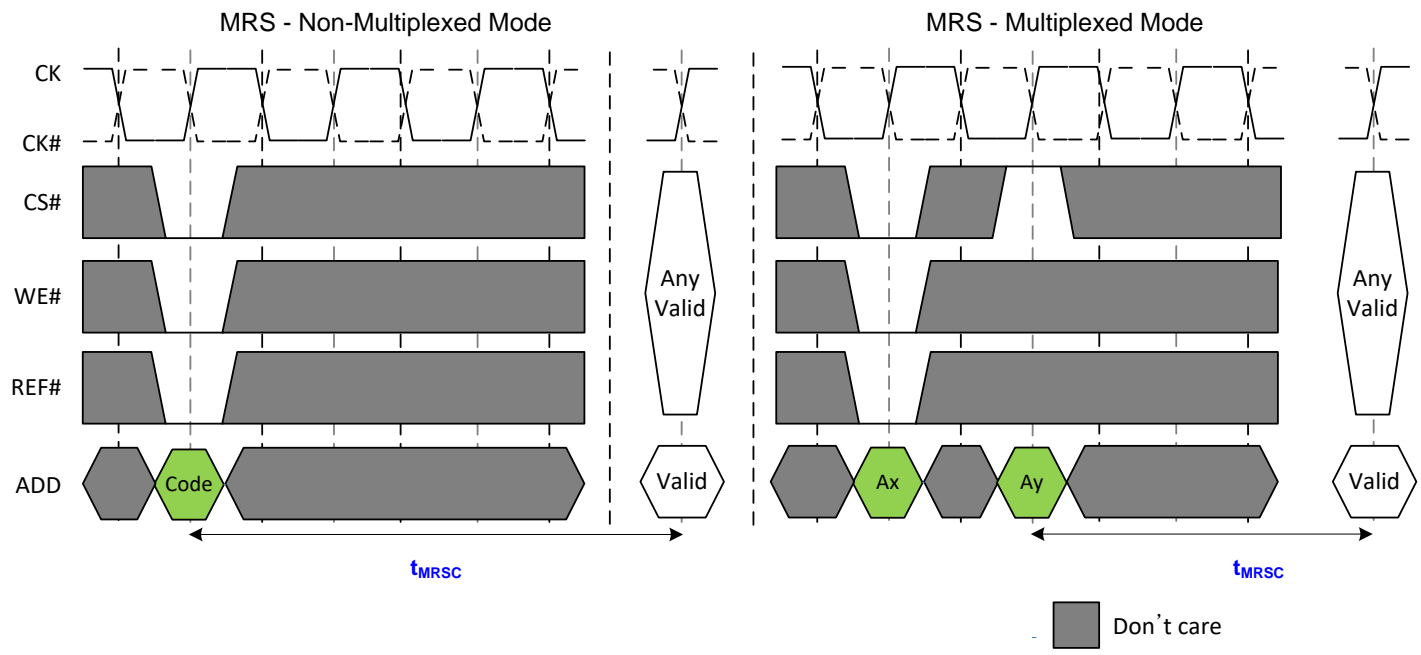 MRS - Non-Multiplexed Mode
MRS - Multiplexed Mode
CK
CK#
CS#
WE#
REF#
ADD
Any
Valid
Any
Valid
Code
Valid
Ax
Ay
Valid
tMRSC
tMRSC
Don't care